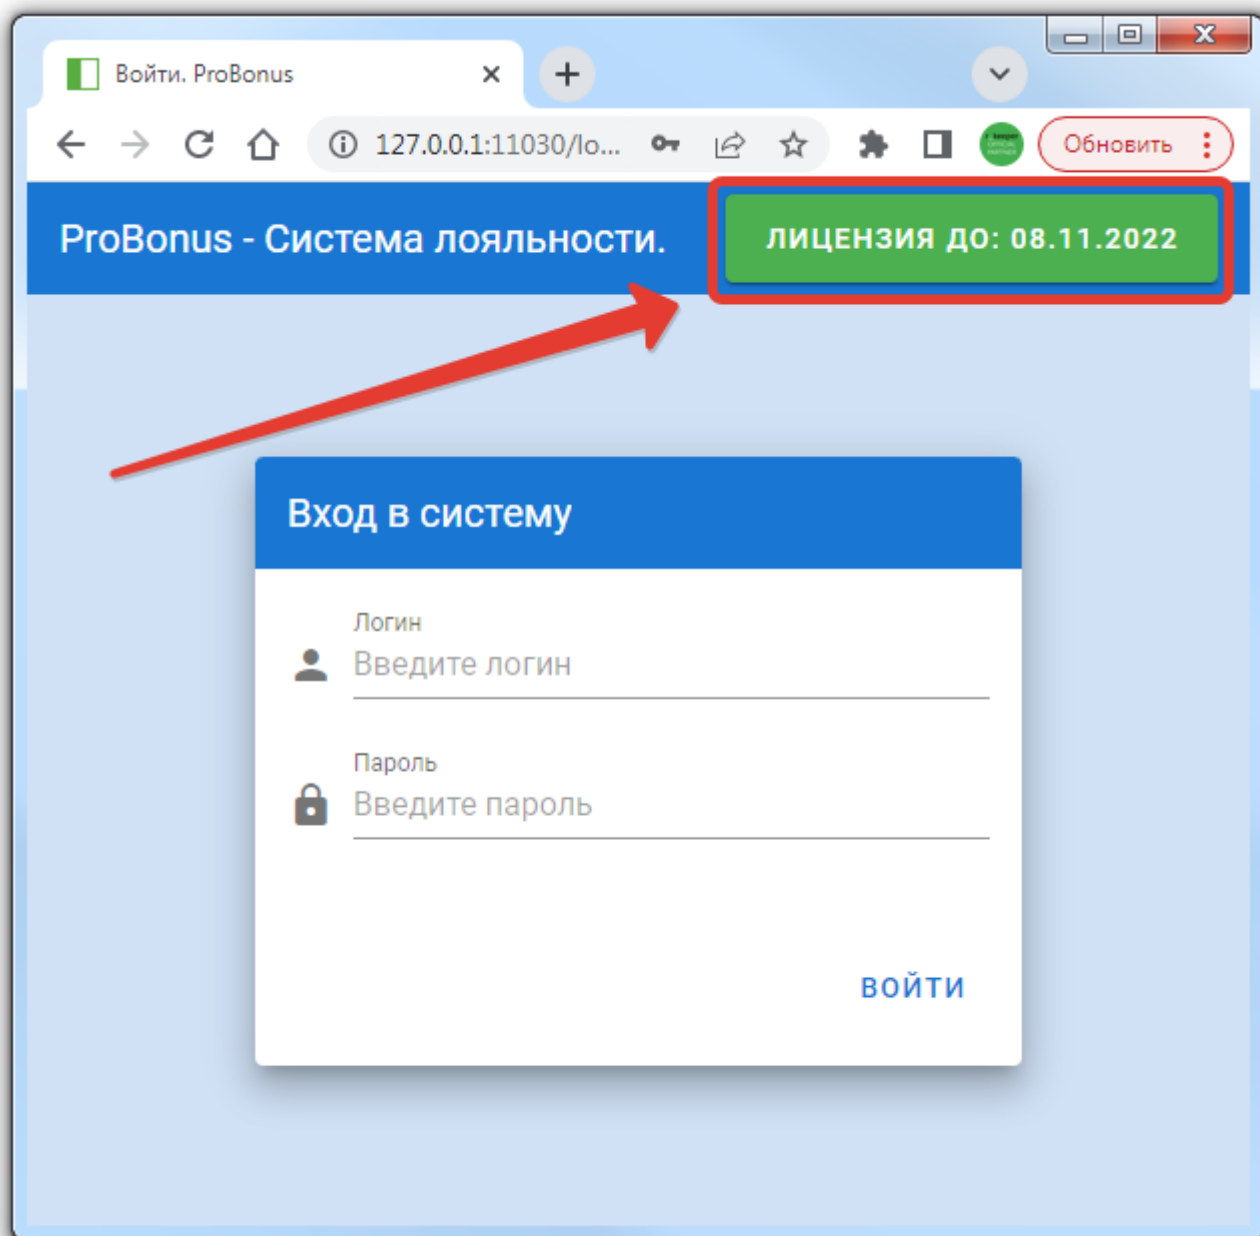 Войти. ProBonus
127.0.0.1:11030/lo...
Обновить
ProBonus - Система лояльности.
ЛИЦЕНЗИЯ ДО: 08.11.2022
Вход в систему
Логин
Введите логин
Пароль
Введите пароль
ВОЙТИ